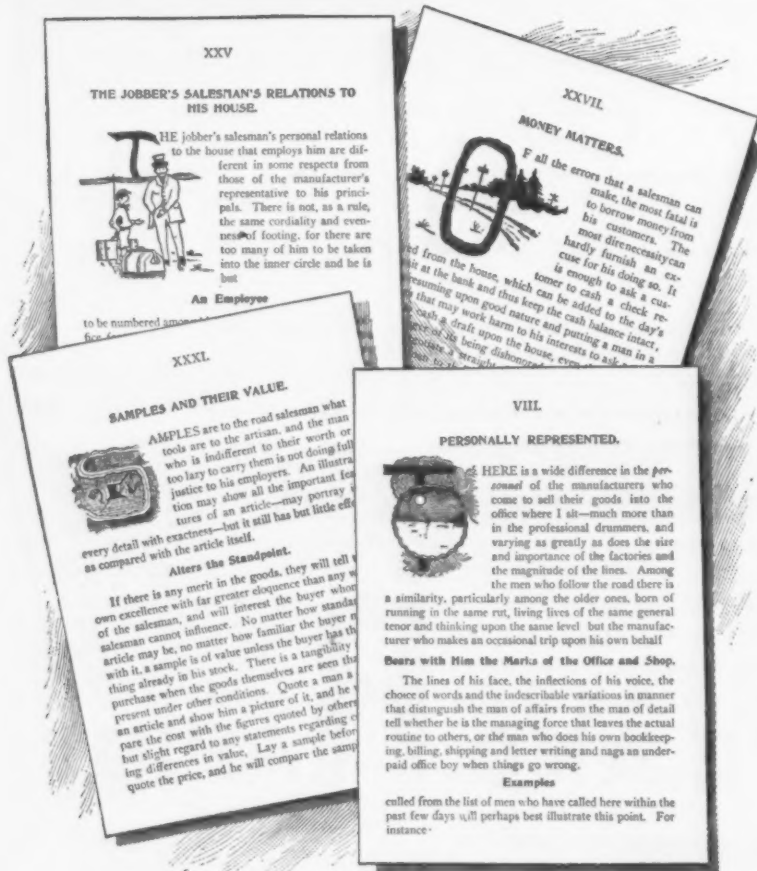 XXV
THE JOBBER'S SALESMAN'S RELATIONS TO
HIS HOUSE.
THE jobber's salesman's personal relations
to the house that employs him are dif-
ferent in some respects from
those of the manufacturer's
representative to his princi-
pals. There is not, as a rule,
the same cordiality and even-
ness of footing, for there are
too many of him to be taken
into the inner circle and he is
but
An Employee
to be numbered among
XXVII.
MONEY MATTERS.
OF all the errors that a salesman can
make, the most fatal is
to borrow money from
his customers. The
most dire necessity can
hardly furnish an ex-
cuse for his doing so. It
is enough to ask a cus-
tomer to cash a check re-
ed from the house, which can be added to the day's
sit at the bank and thus keep the cash balance intact,
resuming upon good nature and putting a man in a
that may work harm to his interests to ask
cash a draft upon the house, even
of its being dishonored
a straight
XXXI.
SAMPLES AND THEIR VALUE.
SAMPLES are to the road salesman what
tools are to the artisan, and the man
who is indifferent to their worth or
too lazy to carry them is not doing full
justice to his employers. An illustra-
tion may show all the important fea-
tures of an article—may portray
every detail with exactness—but it still has but little effe
as compared with the article itself.
Alters the Standpoint.
If there is any merit in the goods, they will tell
own excellence with far greater eloquence than any w
of the salesman, and will interest the buyer whom
salesman cannot influence. No matter how standa
article may be, no matter how familiar the buyer m
with it, a sample is of value unless the buyer has th
thing already in his stock. There is a tangibility
purchase when the goods themselves are seen tha
present under other conditions. Quote a man a
an article and show him a picture of it, and he
pare the cost with the figures quoted by others
but slight regard to any statements regarding c
ing differences in value. Lay a sample before
quote the price, and he will compare the samp
VIII.
PERSONALLY REPRESENTED.
THERE is a wide difference in the per-
sonnel of the manufacturers who
come to sell their goods into the
office where I sit—much more than
in the professional drummers, and
varying as greatly as does the size
and importance of the factories and
the magnitude of the lines. Among
the men who follow the road there is
a similarity, particularly among the older ones, born of
running in the same rut, living lives of the same general
tenor and thinking upon the same level but the manufac-
turer who makes an occasional trip upon his own behalf
Bears with Him the Marks of the Office and Shop.
The lines of his face, the inflections of his voice, the
choice of words and the indescribable variations in manner
that distinguish the man of affairs from the man of detail
tell whether he is the managing force that leaves the actual
routine to others, or the man who does his own bookkeep-
ing, billing, shipping and letter writing and nags an under-
paid office boy when things go wrong.
Examples
culled from the list of men who have called here within the
past few days will perhaps best illustrate this point. For
instance·